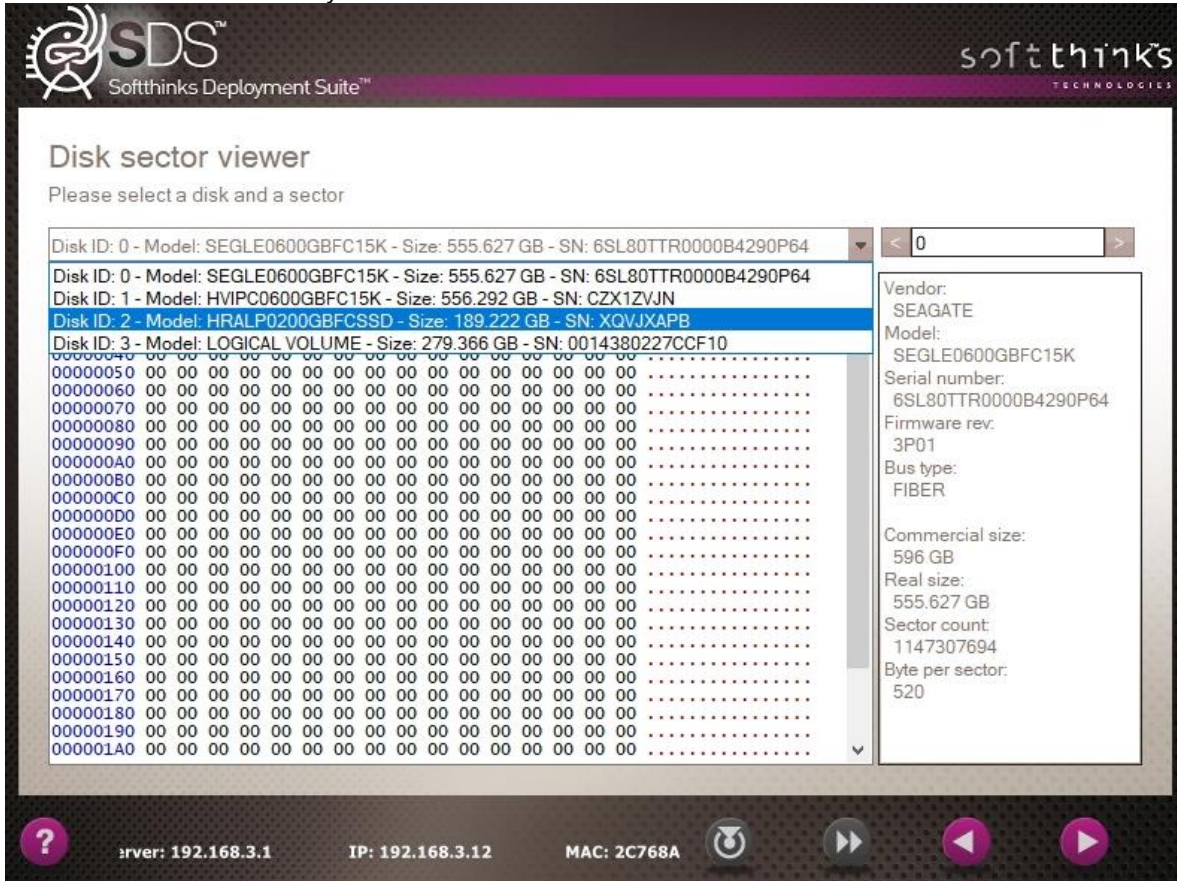 SDS™
Softthinks Deployment Suite™
softthinks
TECHNOLOGIES
Disk sector viewer
Please select a disk and a sector
Disk ID: 0 - Model: SEGLE0600GBFC15K - Size: 555.627 GB - SN: 6SL80TTR0000B4290P64
< 0 >
Disk ID: 0 - Model: SEGLE0600GBFC15K - Size: 555.627 GB - SN: 6SL80TTR0000B4290P64
Disk ID: 1 - Model: HVIPC0600GBFC15K - Size: 556.292 GB - SN: CZX1ZVJN
Disk ID: 2 - Model: HRALP0200GBFCSSD - Size: 189.222 GB - SN: XQVJXAPB
Disk ID: 3 - Model: LOGICAL VOLUME - Size: 279.366 GB - SN: 0014380227CCF10
00000040 00 00 00 00 00 00 00 00 00 00 00 00 00 00 00 00 ................
00000050 00 00 00 00 00 00 00 00 00 00 00 00 00 00 00 00 ................
00000060 00 00 00 00 00 00 00 00 00 00 00 00 00 00 00 00 ................
00000070 00 00 00 00 00 00 00 00 00 00 00 00 00 00 00 00 ................
00000080 00 00 00 00 00 00 00 00 00 00 00 00 00 00 00 00 ................
00000090 00 00 00 00 00 00 00 00 00 00 00 00 00 00 00 00 ................
000000A0 00 00 00 00 00 00 00 00 00 00 00 00 00 00 00 00 ................
000000B0 00 00 00 00 00 00 00 00 00 00 00 00 00 00 00 00 ................
000000C0 00 00 00 00 00 00 00 00 00 00 00 00 00 00 00 00 ................
000000D0 00 00 00 00 00 00 00 00 00 00 00 00 00 00 00 00 ................
000000E0 00 00 00 00 00 00 00 00 00 00 00 00 00 00 00 00 ................
000000F0 00 00 00 00 00 00 00 00 00 00 00 00 00 00 00 00 ................
00000100 00 00 00 00 00 00 00 00 00 00 00 00 00 00 00 00 ................
00000110 00 00 00 00 00 00 00 00 00 00 00 00 00 00 00 00 ................
00000120 00 00 00 00 00 00 00 00 00 00 00 00 00 00 00 00 ................
00000130 00 00 00 00 00 00 00 00 00 00 00 00 00 00 00 00 ................
00000140 00 00 00 00 00 00 00 00 00 00 00 00 00 00 00 00 ................
00000150 00 00 00 00 00 00 00 00 00 00 00 00 00 00 00 00 ................
00000160 00 00 00 00 00 00 00 00 00 00 00 00 00 00 00 00 ................
00000170 00 00 00 00 00 00 00 00 00 00 00 00 00 00 00 00 ................
00000180 00 00 00 00 00 00 00 00 00 00 00 00 00 00 00 00 ................
00000190 00 00 00 00 00 00 00 00 00 00 00 00 00 00 00 00 ................
000001A0 00 00 00 00 00 00 00 00 00 00 00 00 00 00 00 00 ................
Vendor:
SEAGATE
Model:
SEGLE0600GBFC15K
Serial number:
6SL80TTR0000B4290P64
Firmware rev:
3P01
Bus type:
FIBER
Commercial size:
596 GB
Real size:
555.627 GB
Sector count:
1147307694
Byte per sector:
520
?
erver: 192.168.3.1 IP: 192.168.3.12 MAC: 2C768A